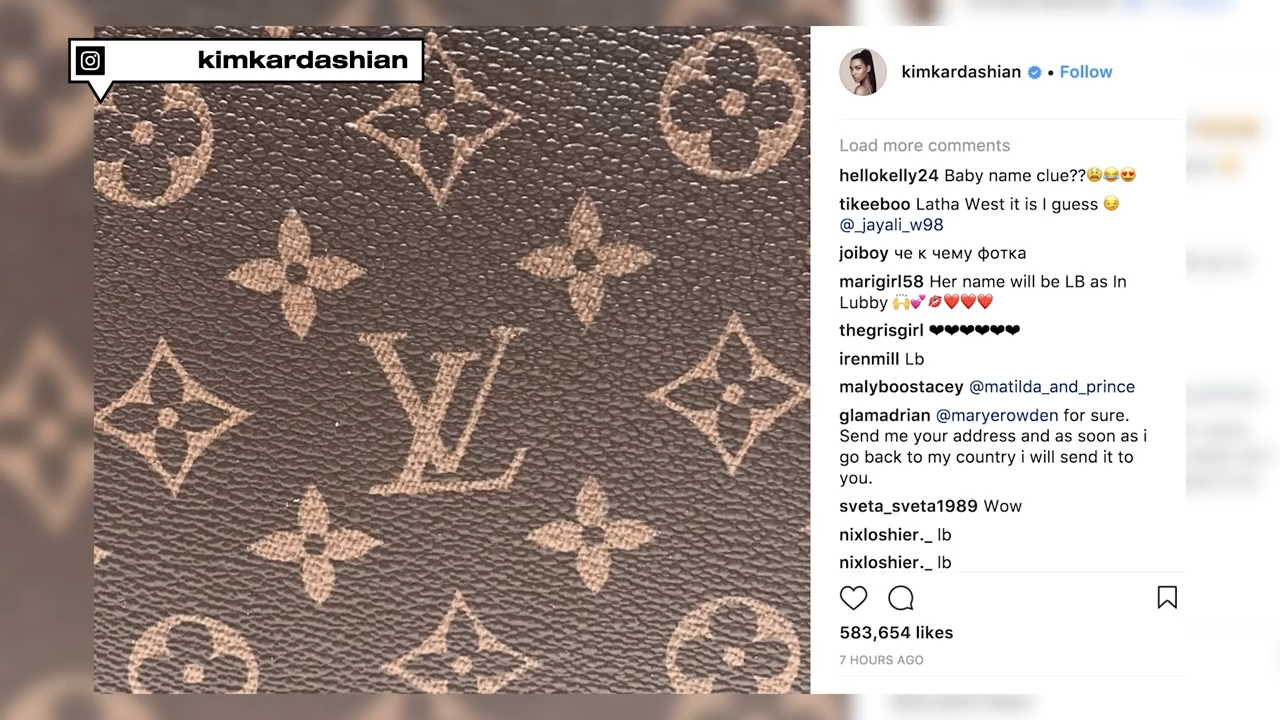 kimkardashian
LV
kimkardashian • Follow
Load more comments
hellokelly24 Baby name clue??😫😂😍
tikeeboo Latha West it is I guess 😏
@_jayali_w98
joiboy че к чему фотка
marigirl58 Her name will be LB as In
Lubby 🙌💕💋❤️❤️❤️
thegrisgirl ❤❤❤❤❤❤
irenmill Lb
malyboostacey @matilda_and_prince
glamadrian @maryerowden for sure.
Send me your address and as soon as i
go back to my country i will send it to
you.
sveta_sveta1989 Wow
nixloshier._ lb
nixloshier._ lb
583,654 likes
7 HOURS AGO